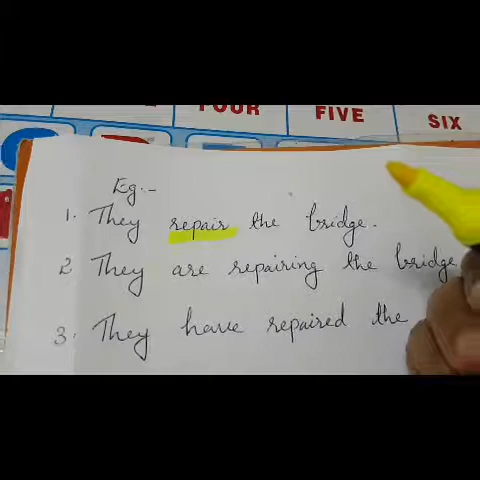 FOUR FIVE SIX
Eg:-
1. They repair the bridge.
2 They are repairing the bridge
3. They have repaired the